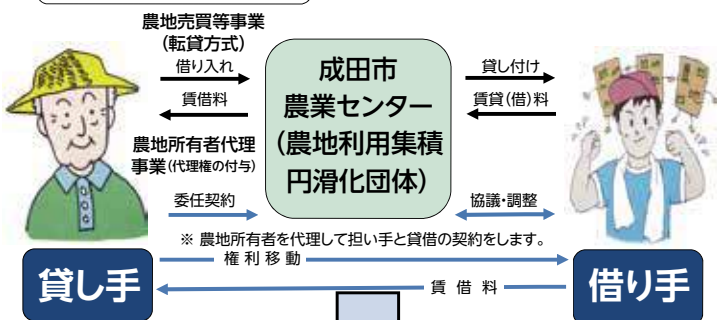 農地売買等事業
(転貸方式)
借り入れ
賃借料
成田市
農業センター
(農地利用集積
円滑化団体)
貸し付け
賃貸(借)料
農地所有者代理
事業(代理権の付与)
委任契約
協議・調整
※ 農地所有者を代理して担い手と貸借の契約をします。
権利移動
貸し手
賃借料
借り手